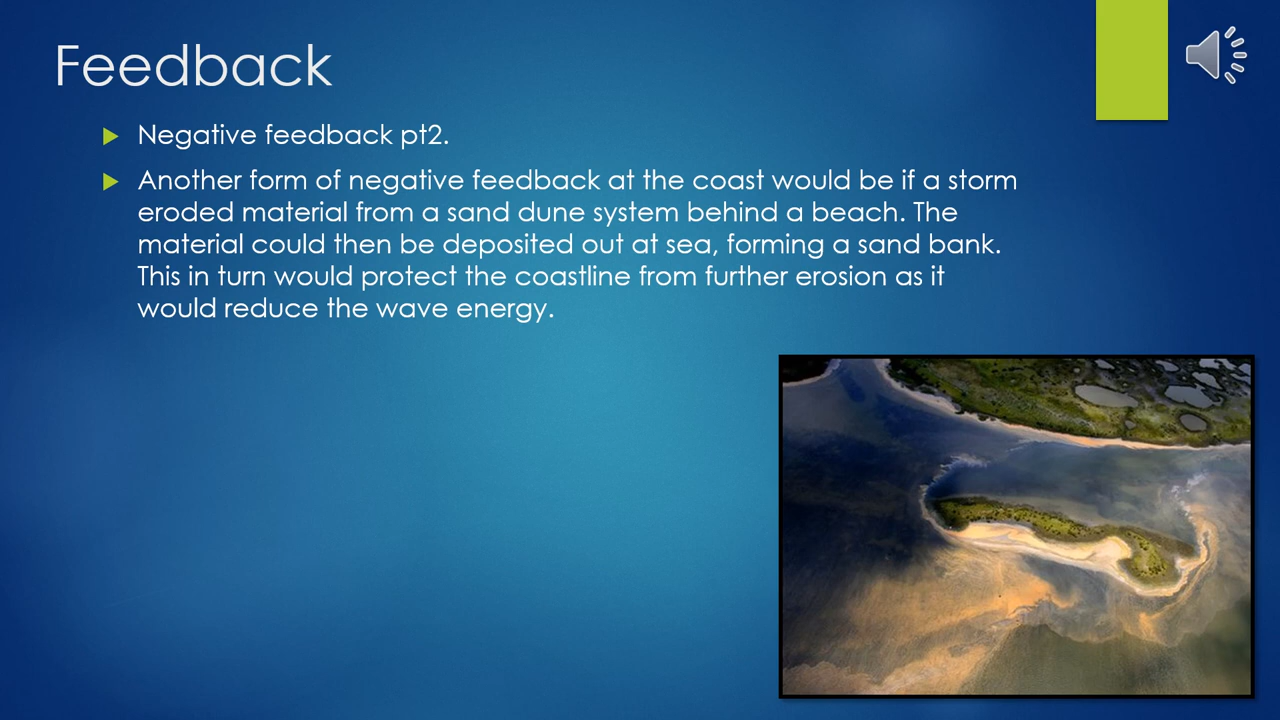 Feedback
Negative feedback pt2.
Another form of negative feedback at the coast would be if a storm
eroded material from a sand dune system behind a beach. The
material could then be deposited out at sea, forming a sand bank.
This in turn would protect the coastline from further erosion as it
would reduce the wave energy.